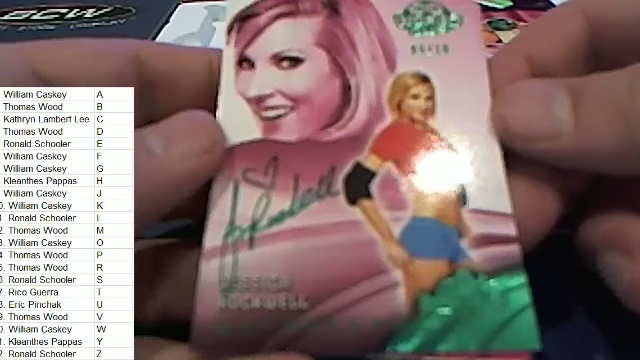 GCW
William Caskey A
Thomas Wood B
Kathryn Lambert Lee C
Thomas Wood D
Ronald Schooler E
William Caskey F
William Caskey G
Kleanthes Pappas H
William Caskey J
William Caskey K
Ronald Schooler L
Thomas Wood M
William Caskey O
Thomas Wood P
Thomas Wood R
Ronald Schooler S
Rico Guerra T
Eric Pinchak U
Thomas Wood V
William Caskey W
Kleanthes Pappas Y
Ronald Schooler Z
ROCKWELL